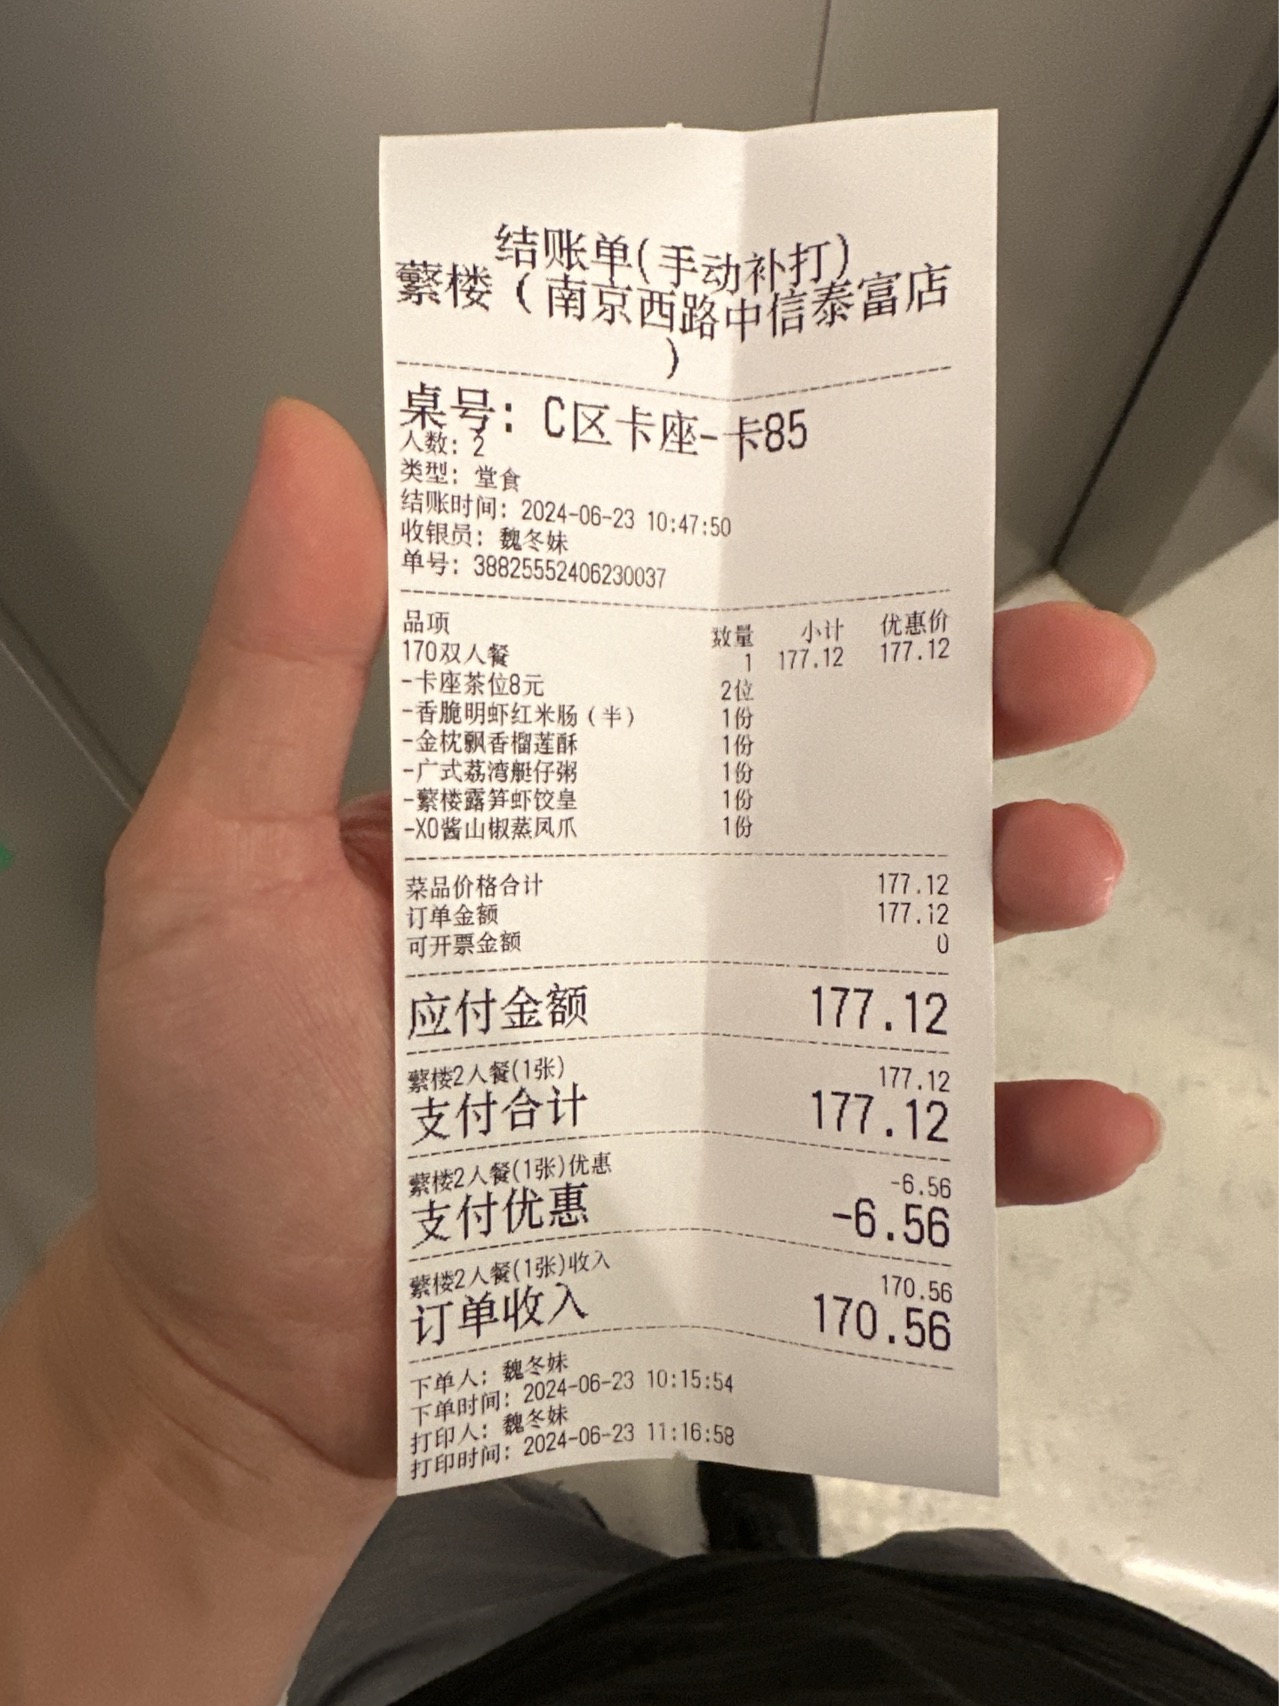 结账单(手动补打)
蘩楼（南京西路中信泰富店
）
桌号: C区卡座-卡85
人数: 2
类型: 堂食
结账时间: 2024-06-23 10:47:50
收银员: 魏冬妹
单号: 38825552406230037
品项 数量 小计 优惠价
170双人餐 1 177.12 177.12
-卡座茶位8元 2位
-香脆明虾红米肠（半） 1份
-金枕飘香榴莲酥 1份
-广式荔湾艇仔粥 1份
-蘩楼露笋虾饺皇 1份
-XO酱山椒蒸凤爪 1份
菜品价格合计 177.12
订单金额 177.12
可开票金额 0
应付金额 177.12
蘩楼2人餐(1张) 177.12
支付合计 177.12
蘩楼2人餐(1张)优惠 -6.56
支付优惠 -6.56
蘩楼2人餐(1张)收入 170.56
订单收入 170.56
下单人: 魏冬妹
下单时间: 2024-06-23 10:15:54
打印人: 魏冬妹
打印时间: 2024-06-23 11:16:58